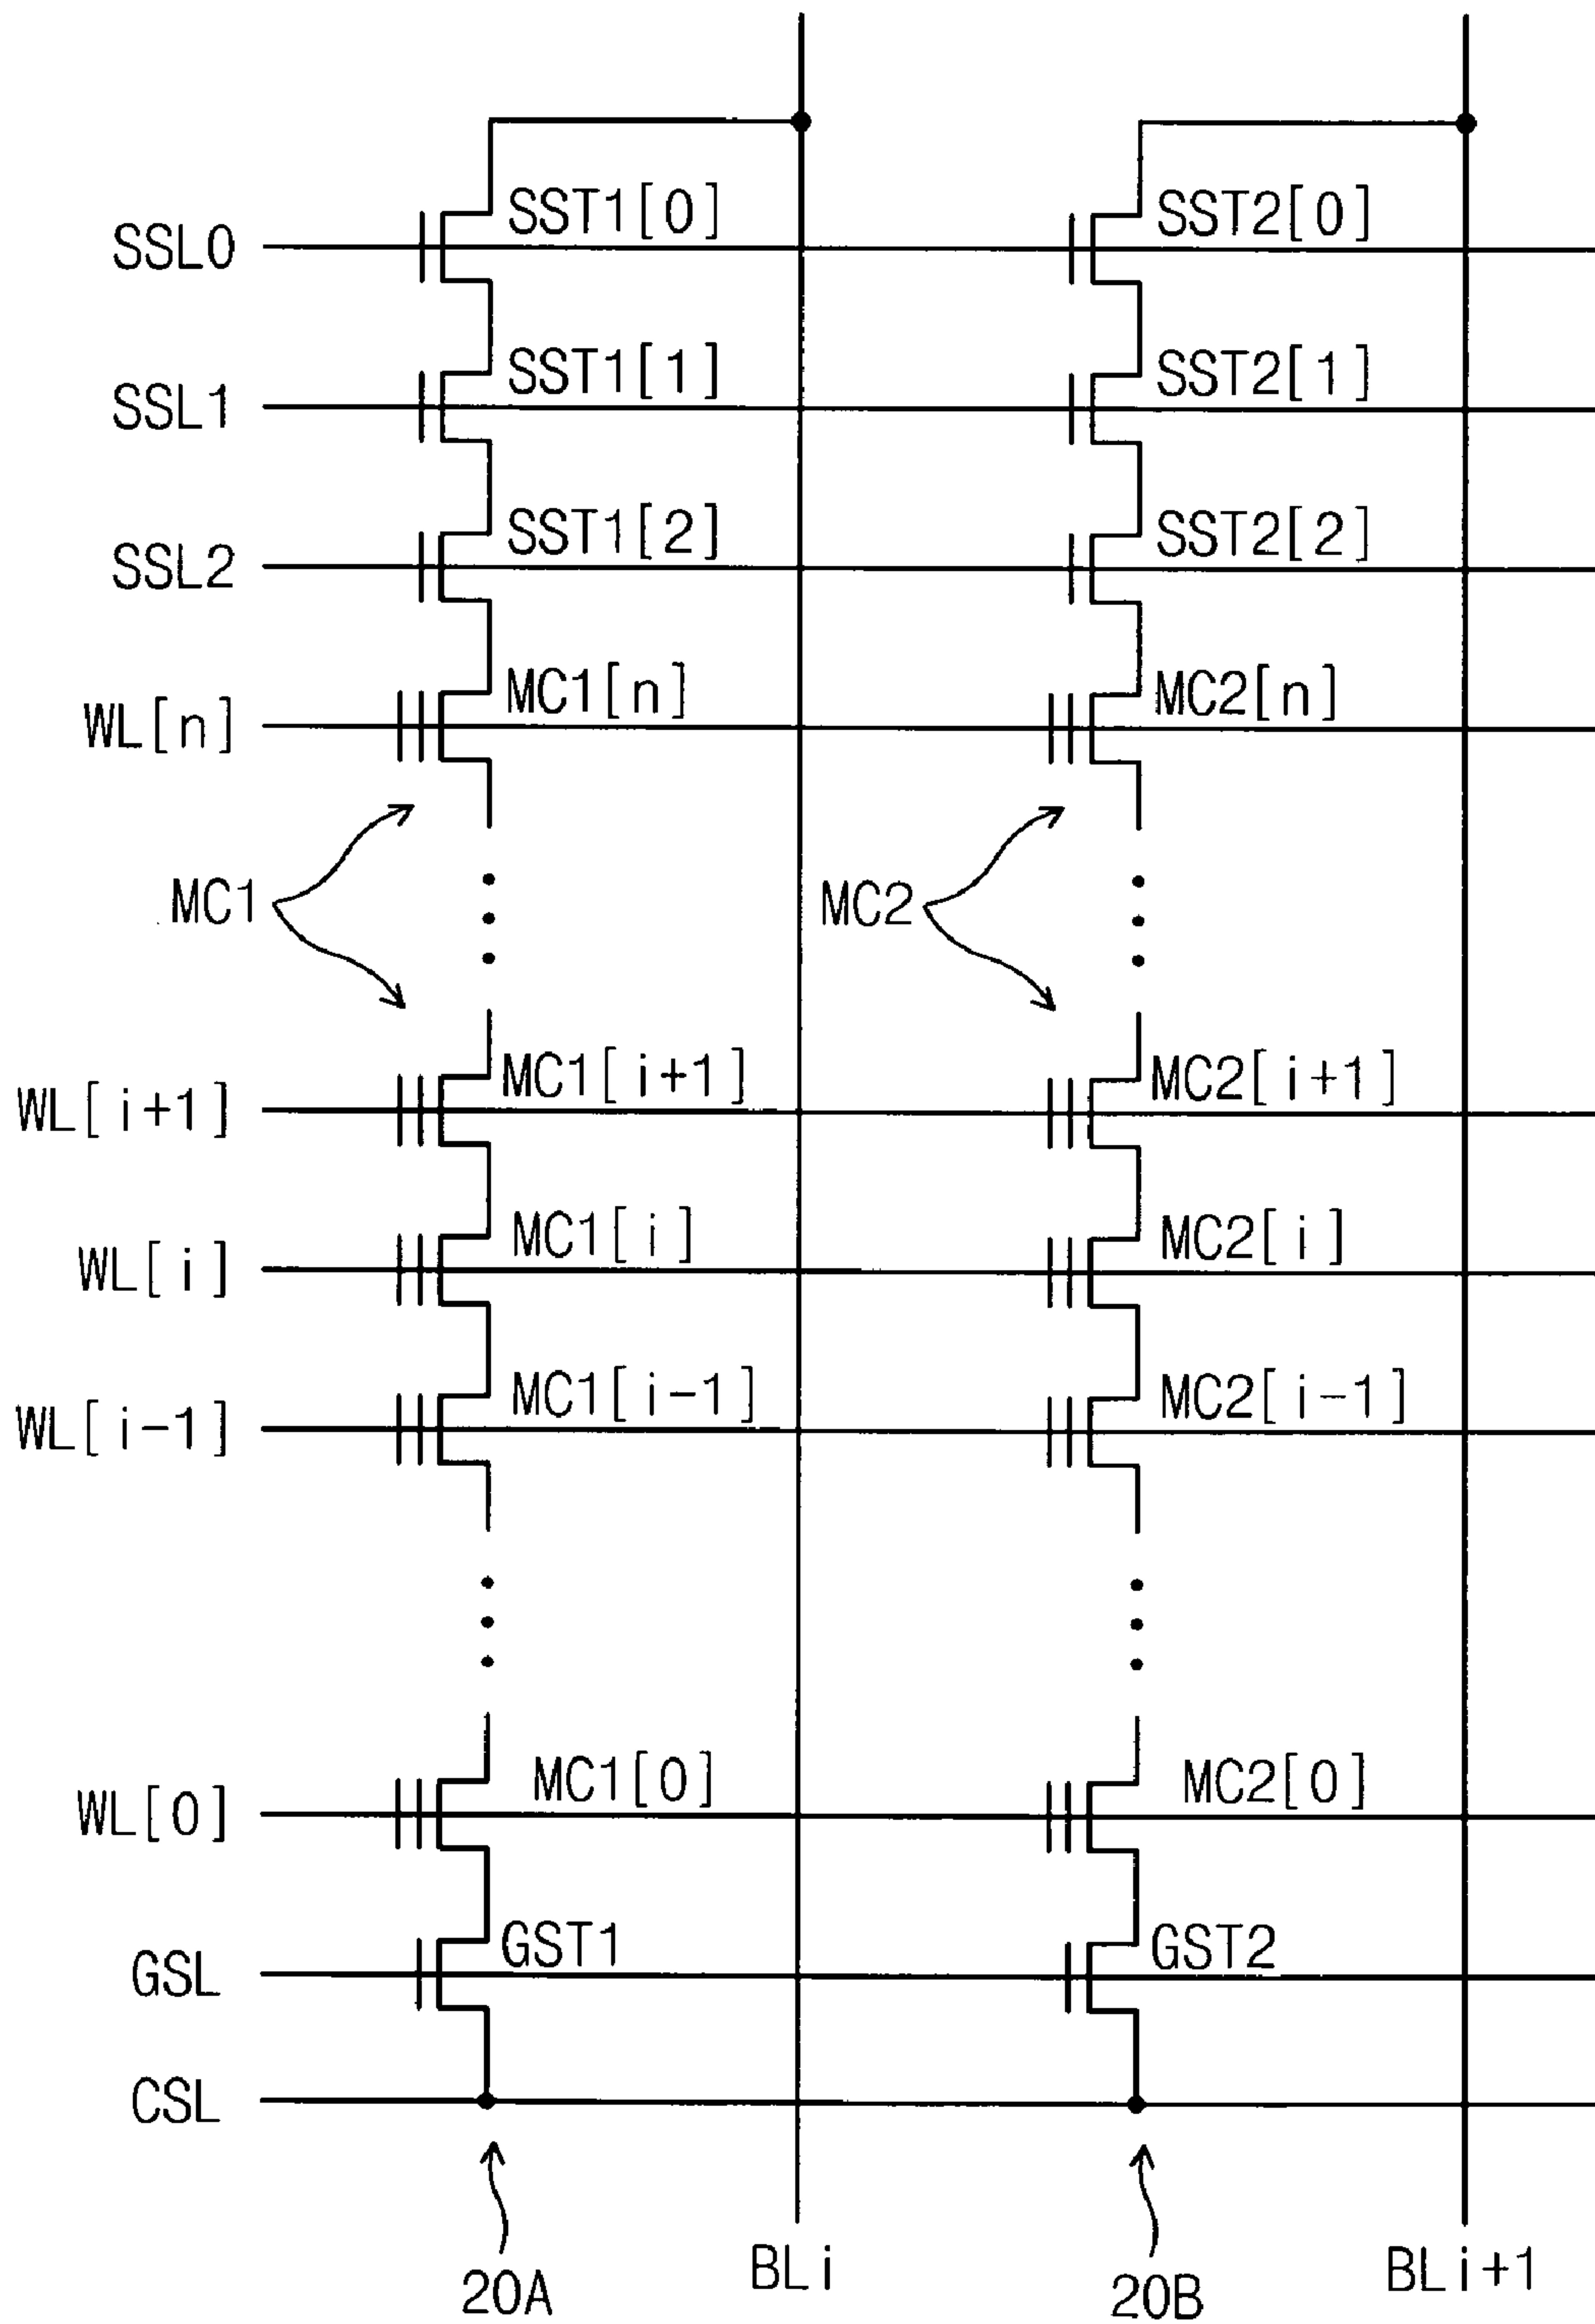 SSL0 SST1[0] SST2[0]
SSL1 SST1[1] SST2[1]
SSL2 SST1[2] SST2[2]
WL[n] MC1[n] MC2[n]
MC1 MC2
WL[i+1] MC1[i+1] MC2[i+1]
WL[i] MC1[i] MC2[i]
WL[i-1] MC1[i-1] MC2[i-1]
WL[0] MC1[0] MC2[0]
GSL GST1 GST2
CSL
20A BLi 20B BLi+1